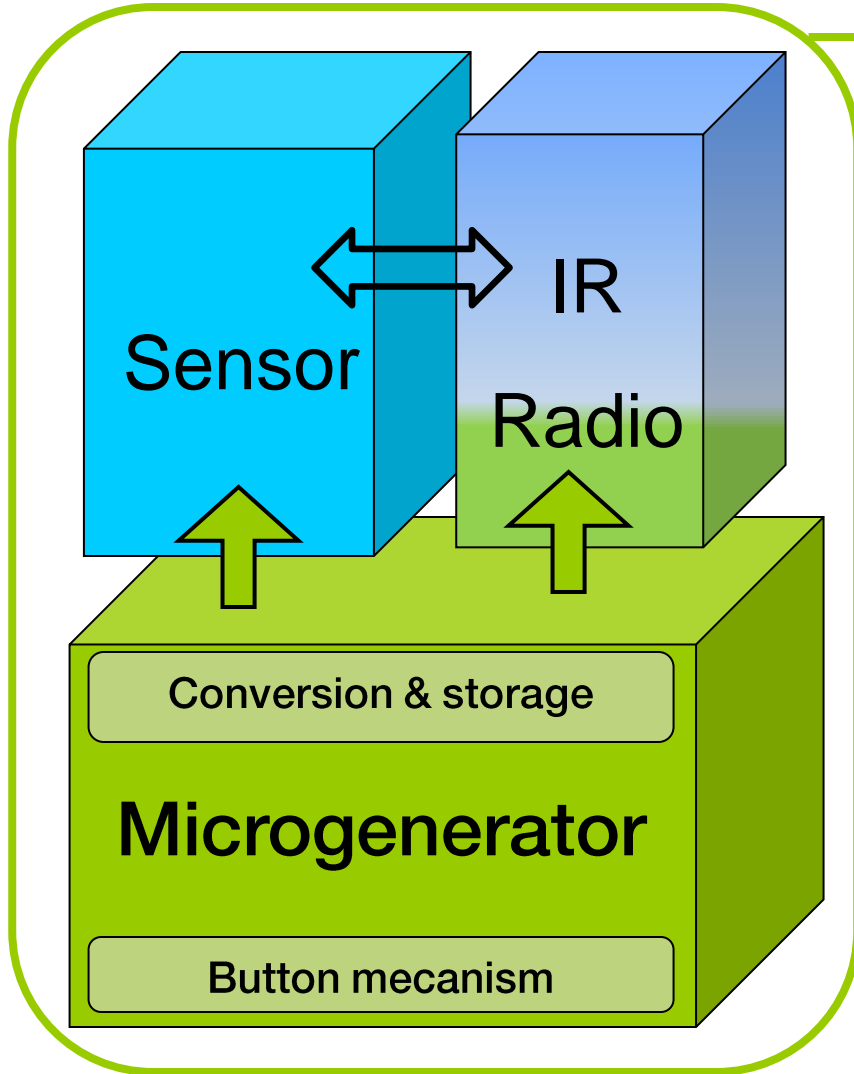 Sensor
IR
Radio
Conversion & storage
Microgenerator
Button mecanism